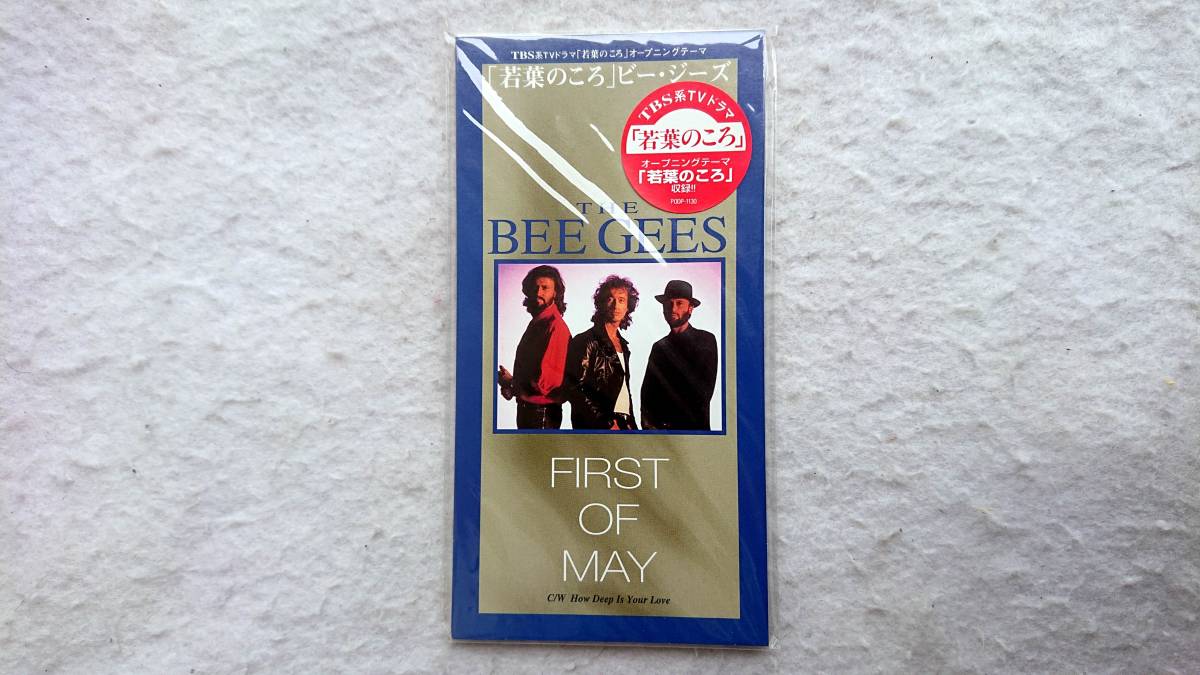 TBS系TVドラマ「若葉のころ」オープニングテーマ
「若葉のころ」ビー・ジーズ
TBS系TVドラマ
「若葉のころ」
オープニングテーマ
「若葉のころ」
収録!!
PODP-1130
THE
BEE GEES
FIRST
OF
MAY
C/W How Deep Is Your Love